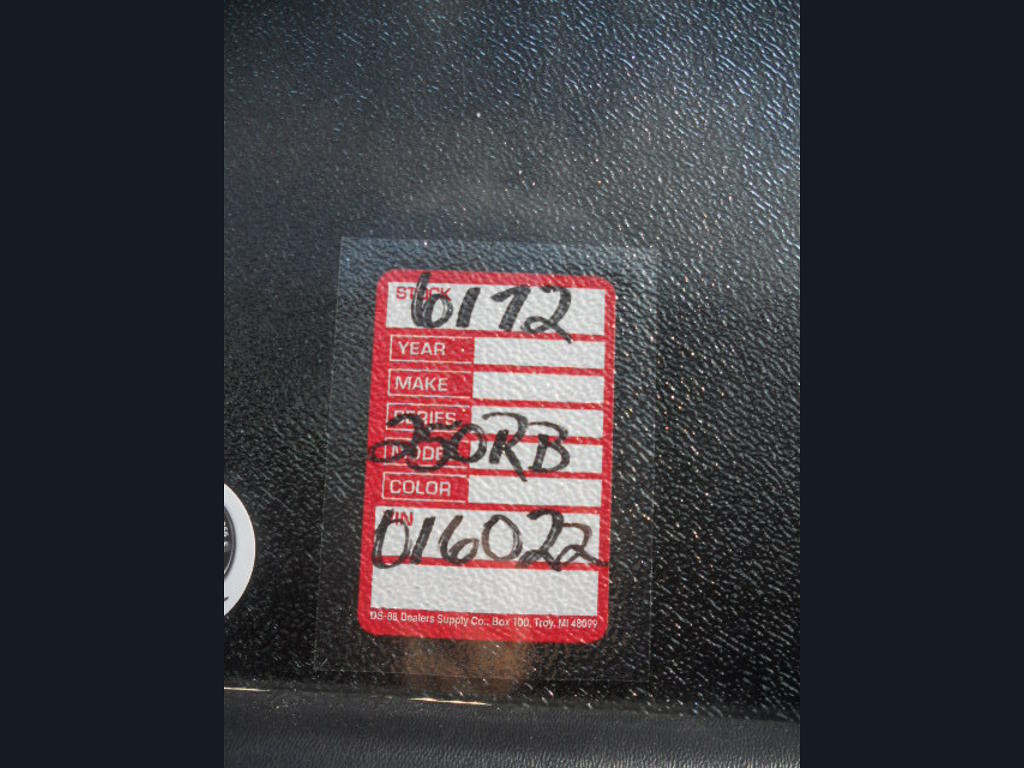 STOCK 6172
YEAR
MAKE
SERIES
MODEL 250RB
COLOR
VIN
016022
DS-88 Dealers Supply Co., Box 100, Troy, MI 48099